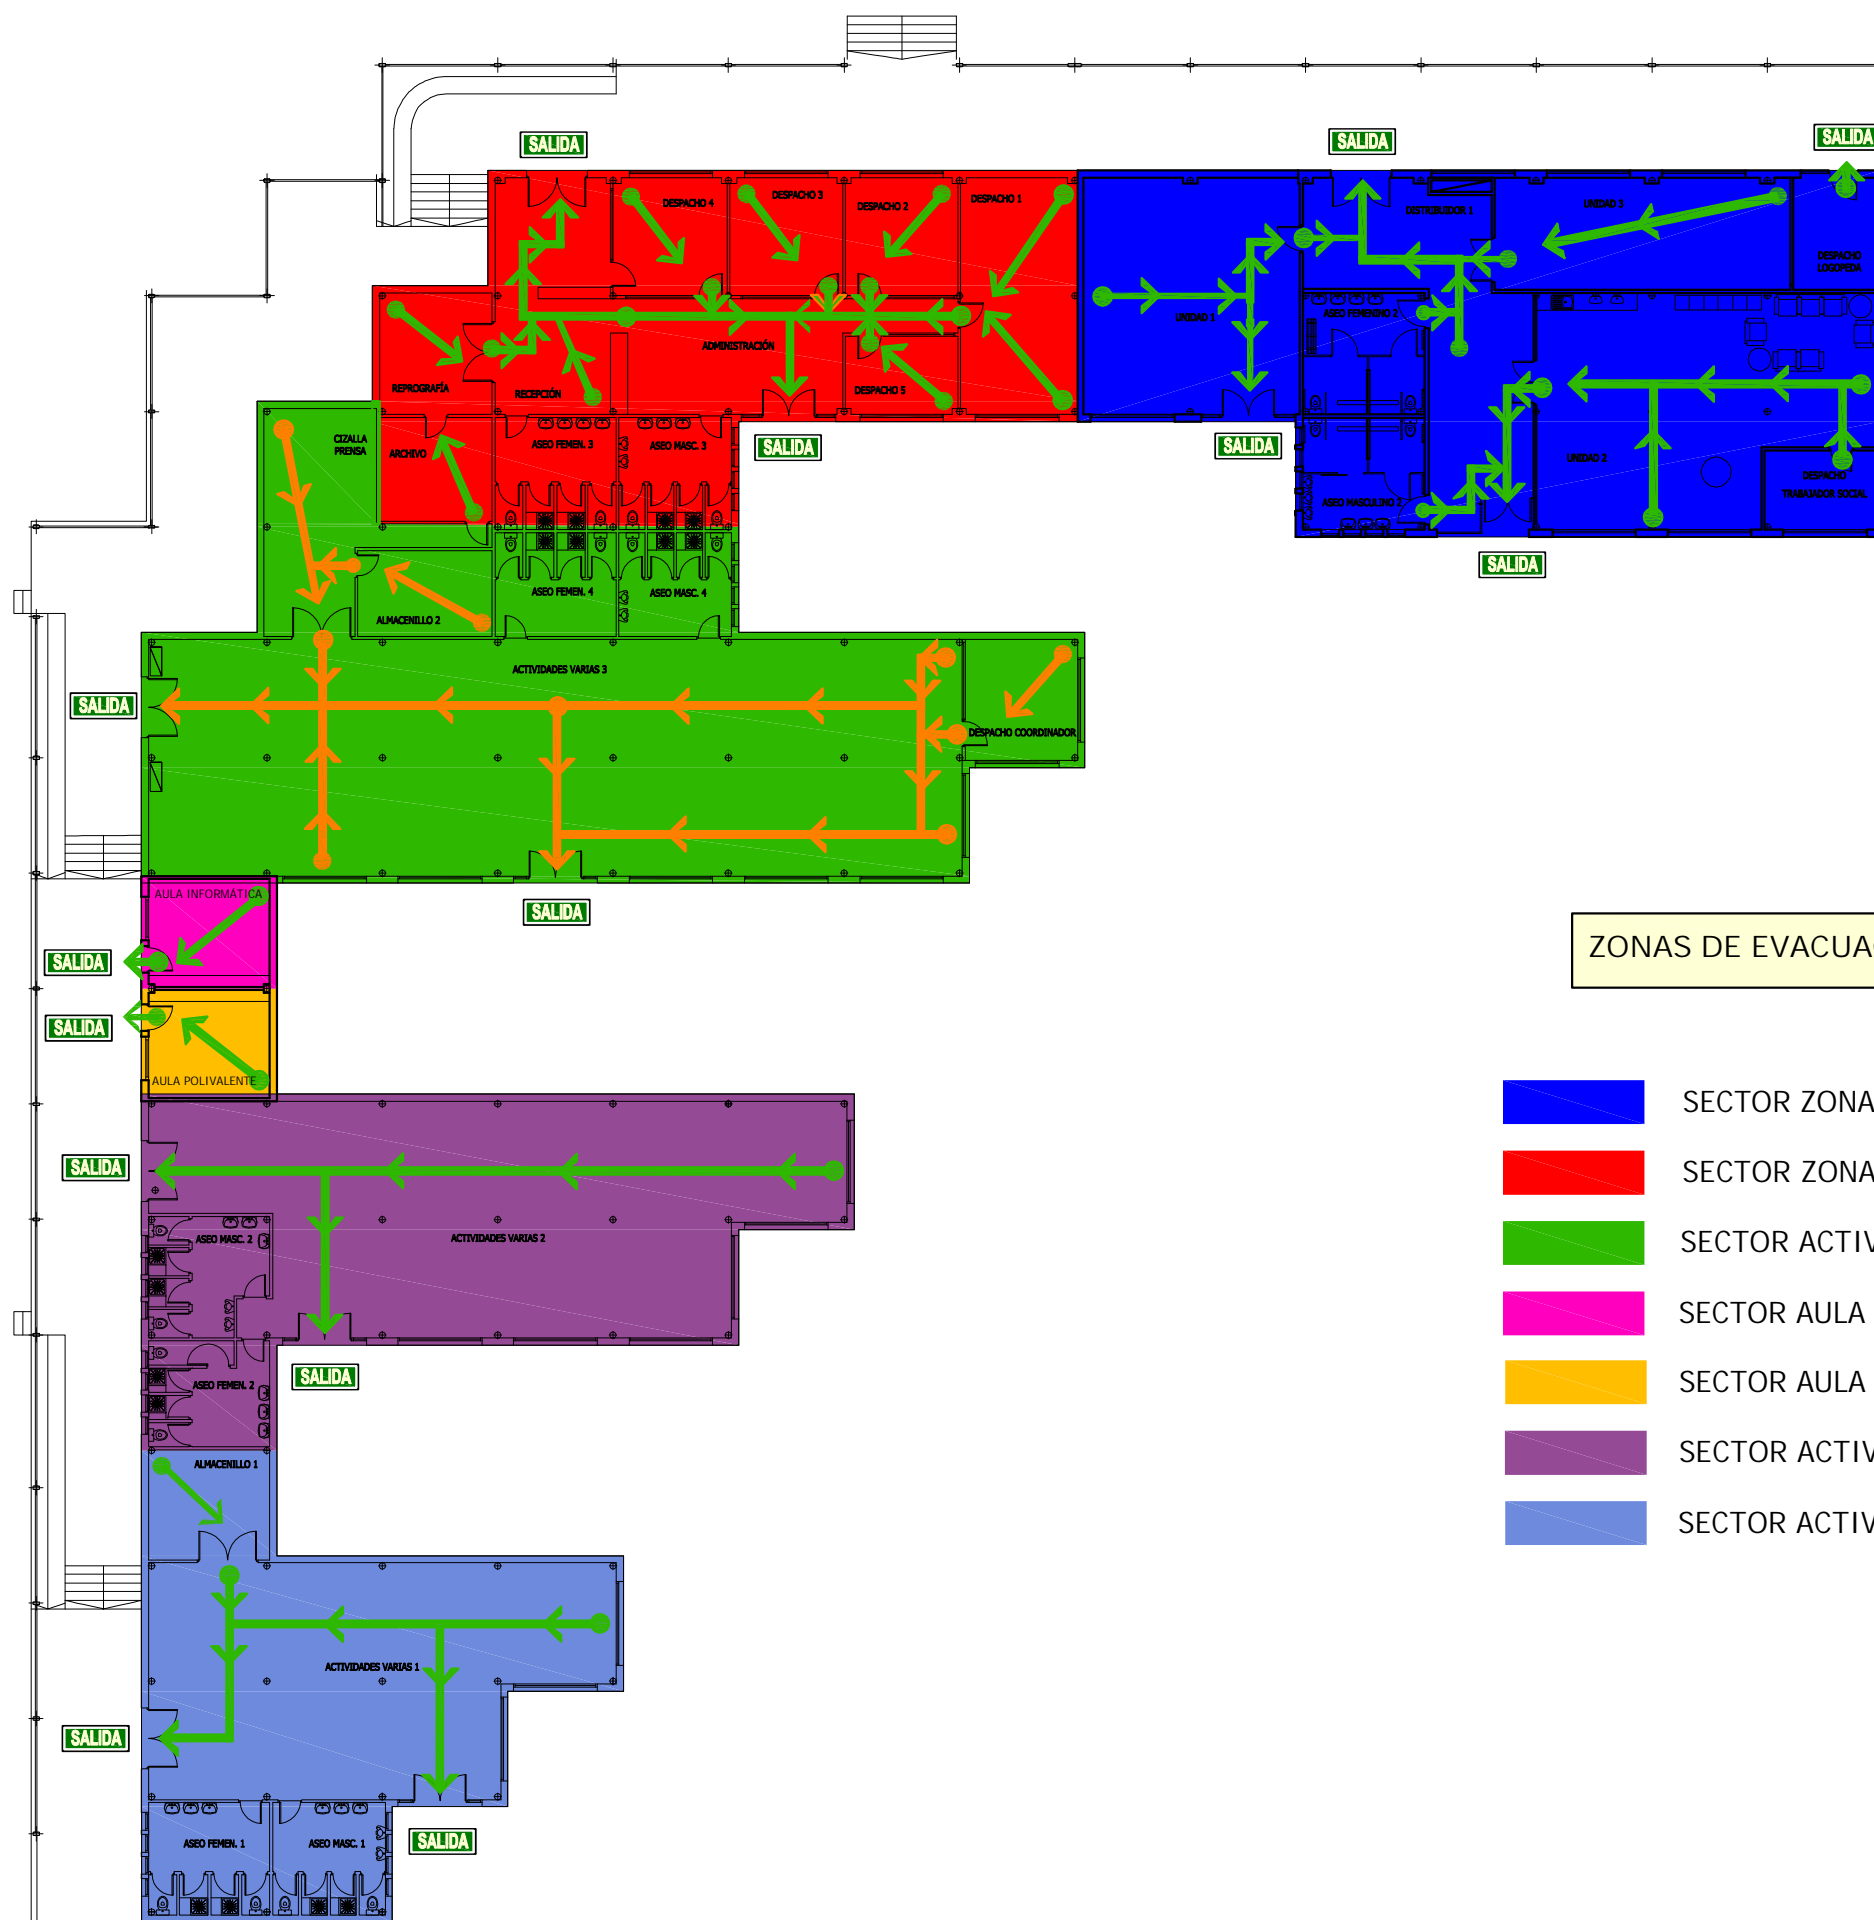 SALIDA
SALIDA
SALIDA
DESPACHO 4
DESPACHO 3
DESPACHO 2
DESPACHO 1
DISTRIBUIDOR 1
UNIDAD 3
DESPACHO
LOGOPEDA
UNIDAD 1
ASEO FEMENINO 2
ADMINISTRACIÓN
REPROGRAFÍA
RECEPCIÓN
DESPACHO 5
CIZALLA
PRENSA
ARCHIVO
ASEO FEMEN. 3
ASEO MASC. 3
SALIDA
SALIDA
UNIDAD 2
DESPACHO
TRABAJADOR SOCIAL
ASEO MASCULINO 2
SALIDA
ASEO FEMEN. 4
ASEO MASC. 4
ALMACENILLO 2
ACTIVIDADES VARIAS 3
SALIDA
DESPACHO COORDINADOR
AULA INFORMÁTICA
SALIDA
SALIDA
SALIDA
AULA POLIVALENTE
ZONAS DE EVACUA
SECTOR ZONA
SECTOR ZONA
SECTOR ACTIV
SECTOR AULA
SECTOR AULA
SECTOR ACTIV
SECTOR ACTIV
SALIDA
ASEO MASC. 2
ACTIVIDADES VARIAS 2
SALIDA
ASEO FEMEN. 2
ALMACENILLO 1
ACTIVIDADES VARIAS 1
SALIDA
SALIDA
ASEO FEMEN. 1
ASEO MASC. 1